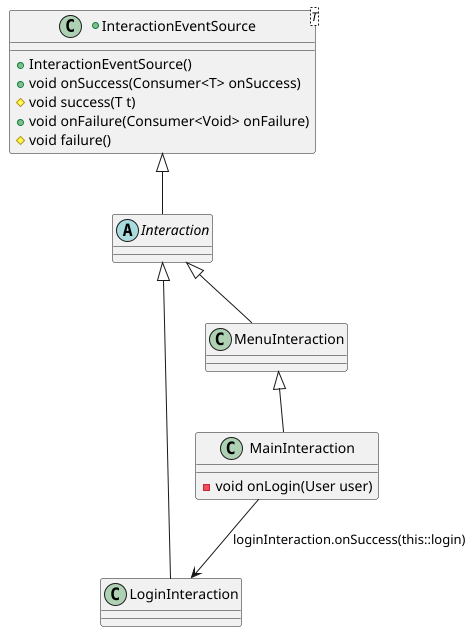 C InteractionEventSource T
InteractionEventSource()
void onSuccess(Consumer<T> onSuccess)
void success(T t)
void onFailure(Consumer<Void> onFailure)
void failure()
A Interaction
C MenuInteraction
C MainInteraction
void onLogin(User user)
loginInteraction.onSuccess(this::login)
C LoginInteraction